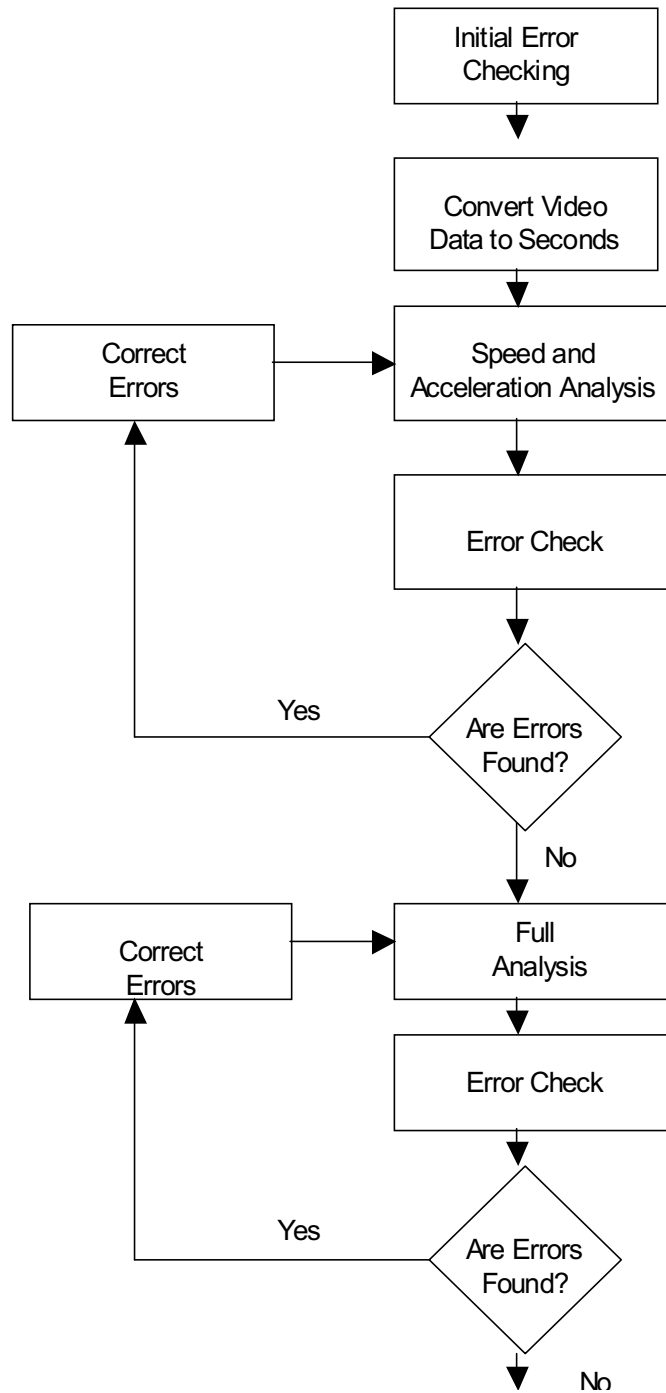 Initial Error
Checking
Convert Video
Data to Seconds
Correct
Errors
Speed and
Acceleration Analysis
Error Check
Yes
Are Errors
Found?
No
Correct
Errors
Full
Analysis
Error Check
Yes
Are Errors
Found?
No